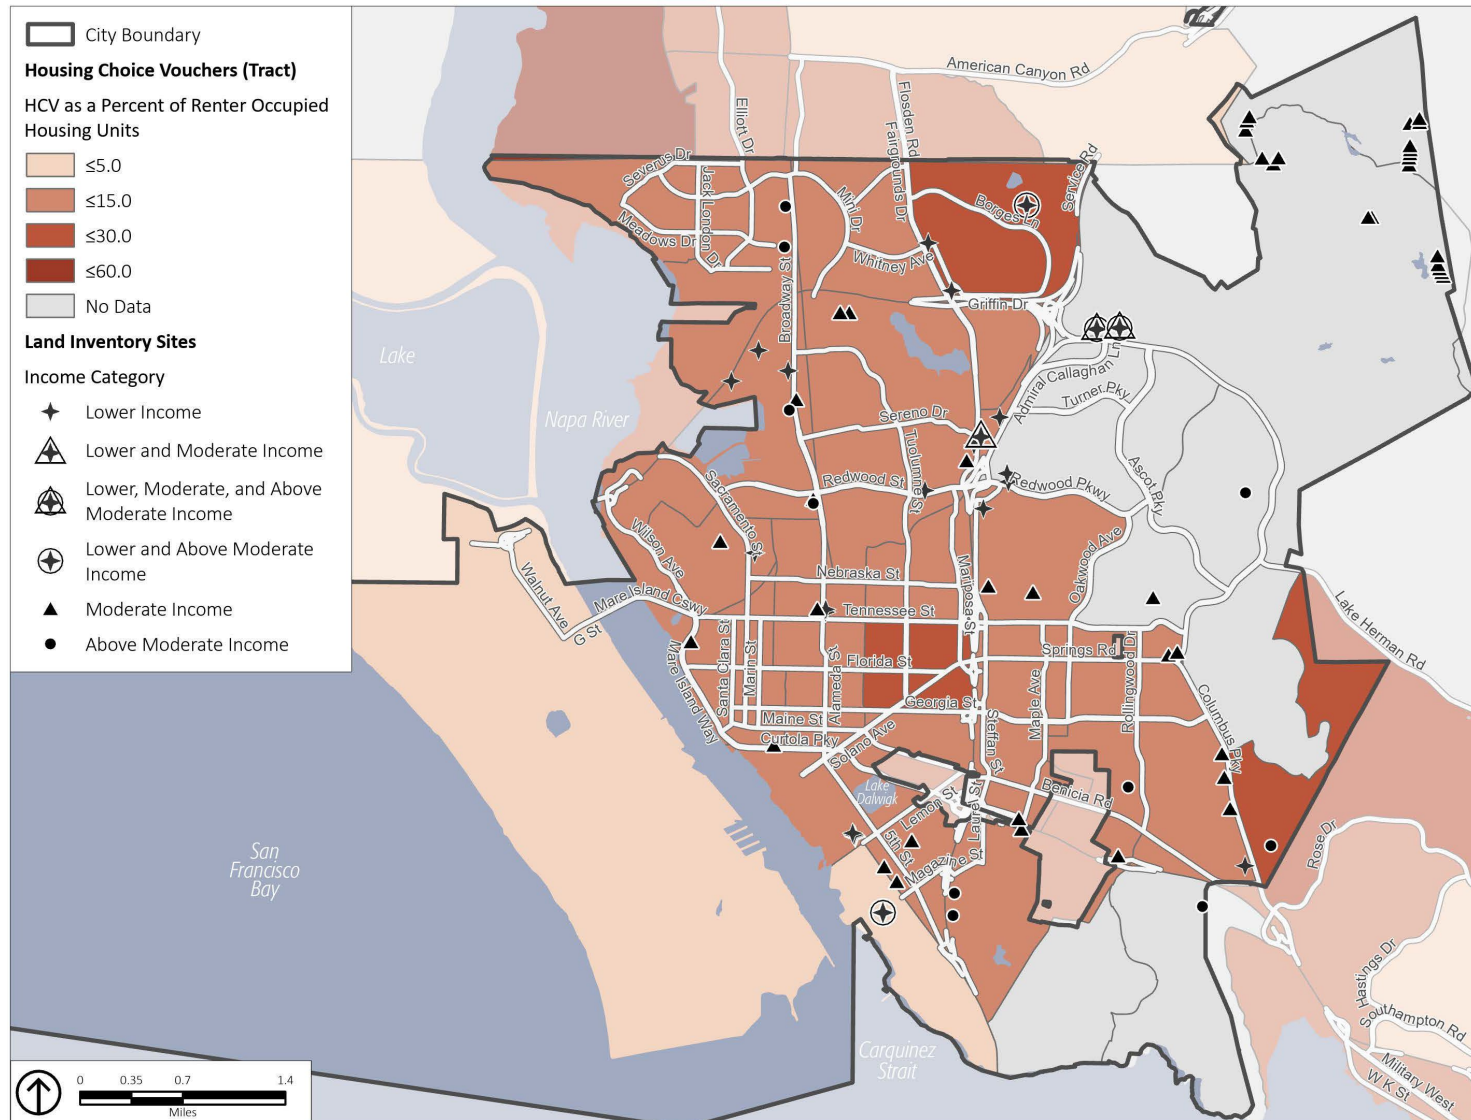 City Boundary
Housing Choice Vouchers (Tract)
HCV as a Percent of Renter Occupied
Housing Units
≤5.0
≤15.0
≤30.0
≤60.0
No Data
Land Inventory Sites
Income Category
Lower Income
Lower and Moderate Income
Lower, Moderate, and Above
Moderate Income
Lower and Above Moderate
Income
Moderate Income
Above Moderate Income
American Canyon Rd
Elliott Dr
Flosden Rd
Fairgrounds Dr
Service Rd
Severus Dr
Jack London Dr
Meadows Dr
Mini Dr
Borges Ln
Whitney Ave
Broadway St
Griffin Dr
Lake
Napa River
Admiral Callaghan Ln
Turner Pky
Sereno Dr
Tuolumne St
Ascot Pky
Redwood St
Redwood Pkwy
Sacramento St
Wilson Ave
Oakwood Ave
Nebraska St
Mariposa St
Walnut Ave
G St
Mare Island Cswy
Tennessee St
Lake Herman Rd
Santa Clara St
Marin St
Alameda St
Florida St
Springs Rd
Rollingwood Dr
Maple Ave
Columbus Pky
Mare Island Way
Georgia St
Maine St
Steffan St
Curtola Pky
Solano Ave
Lake
Dalwigk
Lemon St
Laurel St
Benicia Rd
5th St
Magazine St
Rose Dr
San
Francisco
Bay
Hastings Dr
Southampton Rd
Military West
W K St
Carquinez
Strait
0 0.35 0.7 1.4
Miles